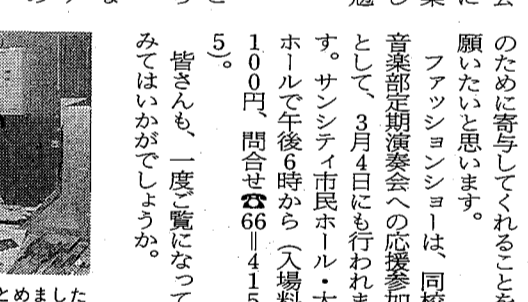 のために寄与してくれることを
願いたいと思います。
ファッションショーは、同校
音楽部定期演奏会への応援参加
として、3月4日にも行われま
す。サンシティ市民ホール・大
ホールで午後6時から（入場料
100円、問合せ☎66＝415
5）。
皆さんも、一度ご覧になって
みてはいかがでしょうか。
とめました